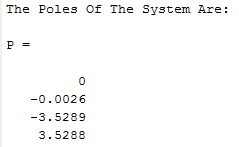 The Poles Of The System Are:
P =
0
-0.0026
-3.5289
3.5288